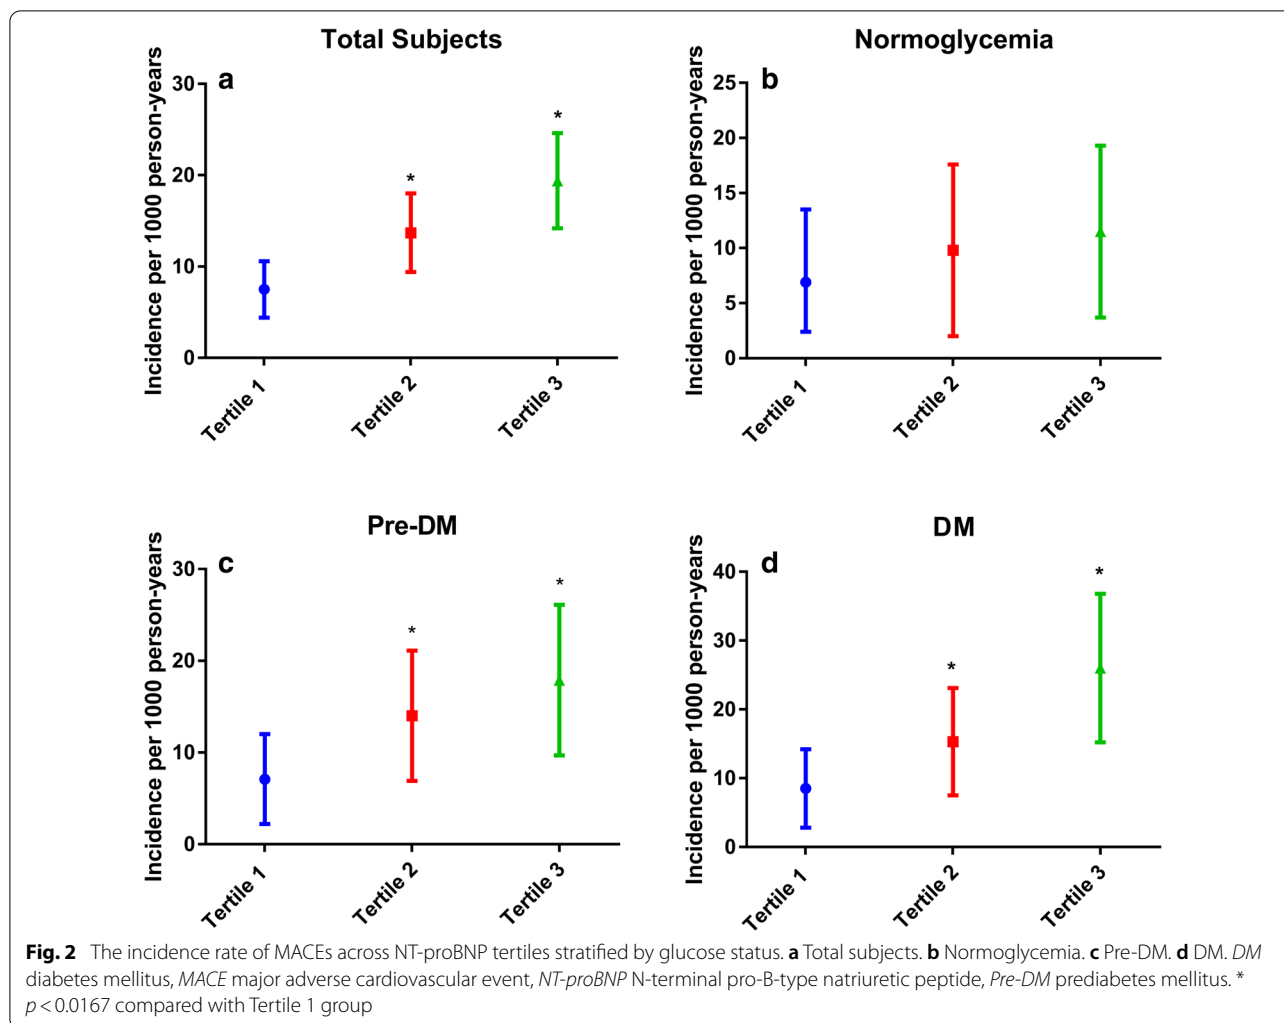 Total Subjects
a
Incidence per 1000 person-years
30
20
10
0
*
*
Tertile 1
Tertile 2
Tertile 3
Normoglycemia
b
Incidence per 1000 person-years
25
20
15
10
5
0
Tertile 1
Tertile 2
Tertile 3
Pre-DM
c
Incidence per 1000 person-years
30
20
10
0
*
*
Tertile 1
Tertile 2
Tertile 3
DM
d
Incidence per 1000 person-years
40
30
20
10
0
*
*
Tertile 1
Tertile 2
Tertile 3
Fig. 2 The incidence rate of MACEs across NT-proBNP tertiles stratified by glucose status. a Total subjects. b Normoglycemia. c Pre-DM. d DM. DM
diabetes mellitus, MACE major adverse cardiovascular event, NT-proBNP N-terminal pro-B-type natriuretic peptide, Pre-DM prediabetes mellitus. *
p < 0.0167 compared with Tertile 1 group